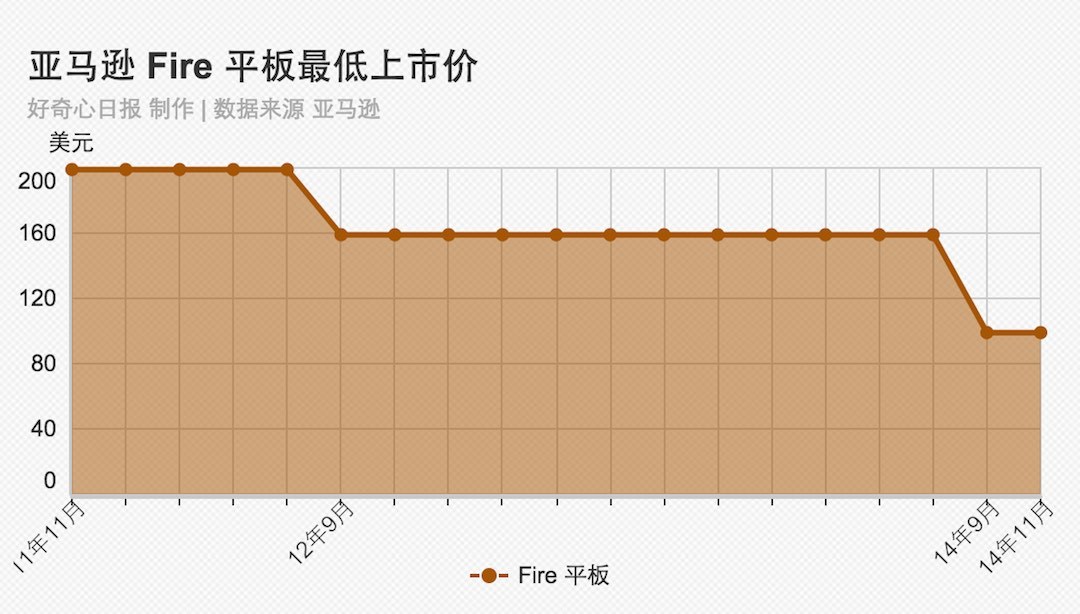 亚马逊 Fire 平板最低上市价
好奇心日报 制作 | 数据来源 亚马逊
美元
200
160
120
80
40
0
11年11月
12年9月
14年9月
14年11月
Fire 平板